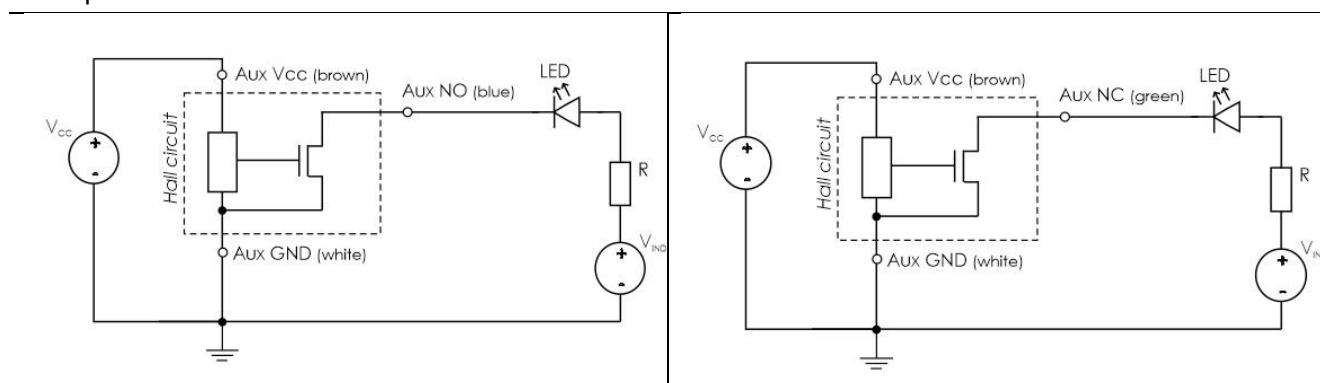 Aux Vcc (brown)
LED
Aux NO (blue)
Vcc
+
-
Hall circuit
R
VIND
+
-
Aux GND (white)
Aux Vcc (brown)
LED
Aux NC (green)
Vcc
+
-
Hall circuit
R
+
-
Aux GND (white)